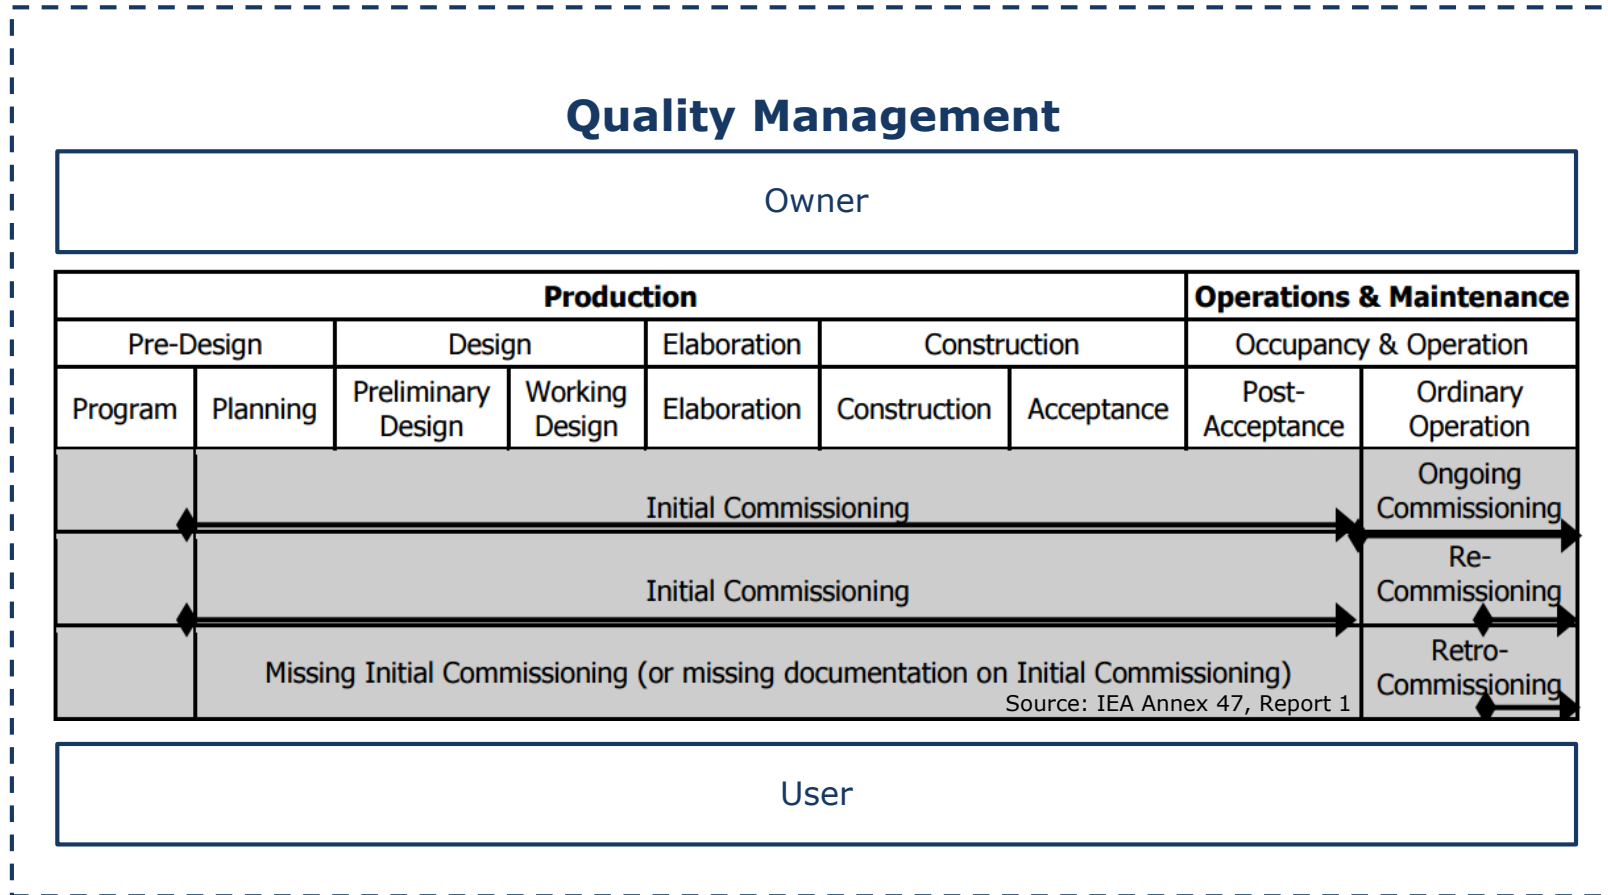 Quality Management
Owner
Production
Operations & Maintenance
Pre-Design
Design
Elaboration
Construction
Occupancy & Operation
Program
Planning
Preliminary
Design
Working
Design
Elaboration
Construction
Acceptance
Post-
Acceptance
Ordinary
Operation
Initial Commissioning
Ongoing
Commissioning
Initial Commissioning
Re-
Commissioning
Missing Initial Commissioning (or missing documentation on Initial Commissioning)
Retro-
Commissioning
Source: IEA Annex 47, Report 1
User